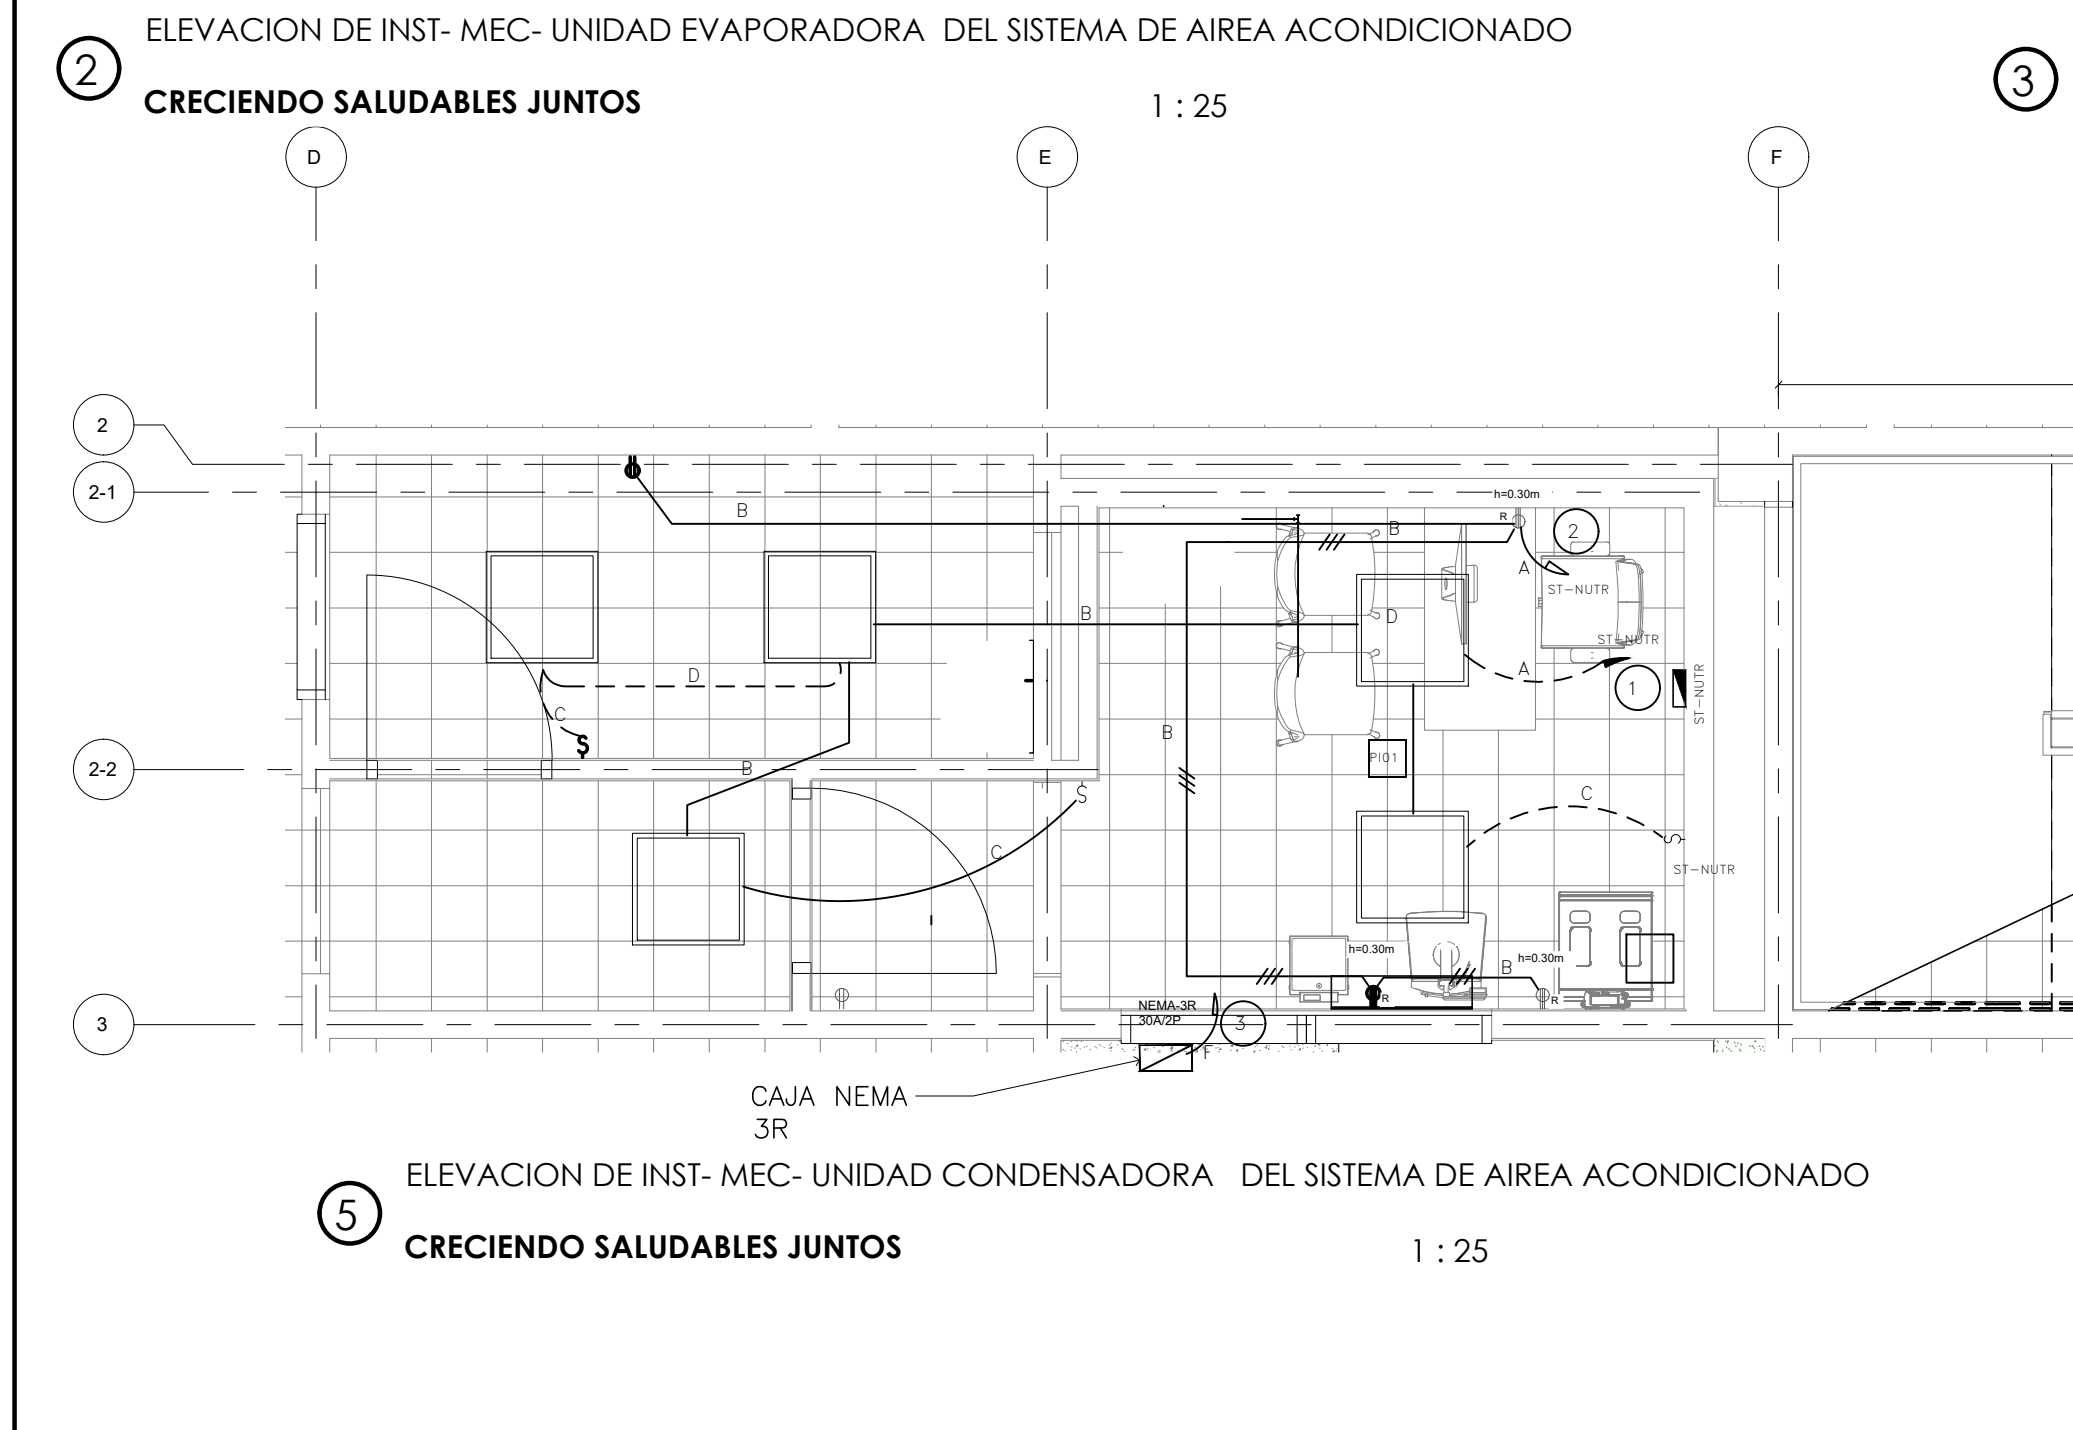 ELEVACION DE INST- MEC- UNIDAD EVAPORADORA DEL SISTEMA DE AIREA ACONDICIONADO
2
3
CRECIENDO SALUDABLES JUNTOS
1 : 25
D
E
F
2
2-1
h=0.30m
B
R
B
2
A
ST-NUTR
B
D
ST-NUTR
D
A
1
ST-NUTR
C
$
B
PI01
2-2
B
$
C
C
S
ST-NUTR
h=0.30m
B
h=0.30m
R
R
NEMA-3R
30A/2P
3
3
F
CAJA NEMA
3R
ELEVACION DE INST- MEC- UNIDAD CONDENSADORA DEL SISTEMA DE AIREA ACONDICIONADO
5
CRECIENDO SALUDABLES JUNTOS
1 : 25